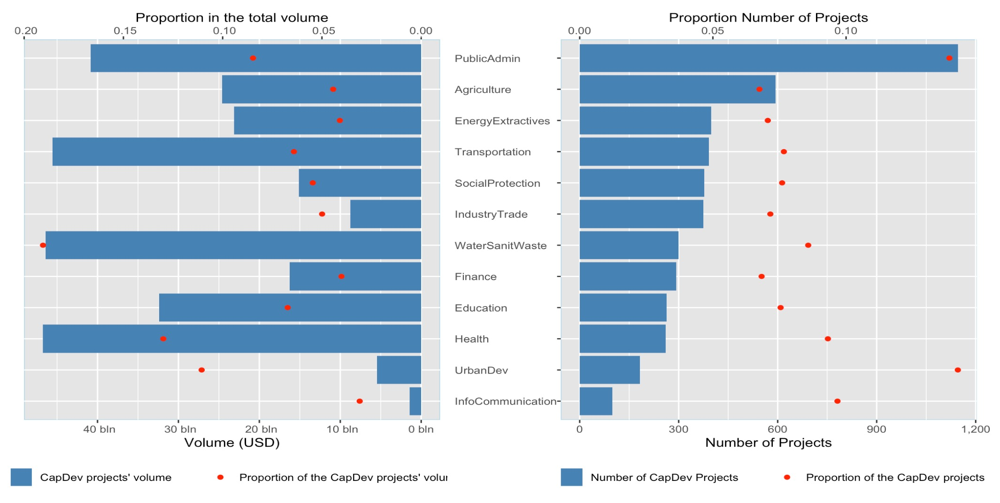 Proportion in the total volume
0.20 0.15 0.10 0.05 0.00
Proportion Number of Projects
0.00 0.05 0.10
PublicAdmin
Agriculture
EnergyExtractives
Transportation
SocialProtection
IndustryTrade
WaterSanitWaste
Finance
Education
Health
UrbanDev
InfoCommunication
40 bln 30 bln 20 bln 10 bln 0 bln
Volume (USD)
0 300 600 900 1,200
Number of Projects
CapDev projects' volume
Proportion of the CapDev projects'
Number of CapDev Projects
Proportion of the CapDev projects